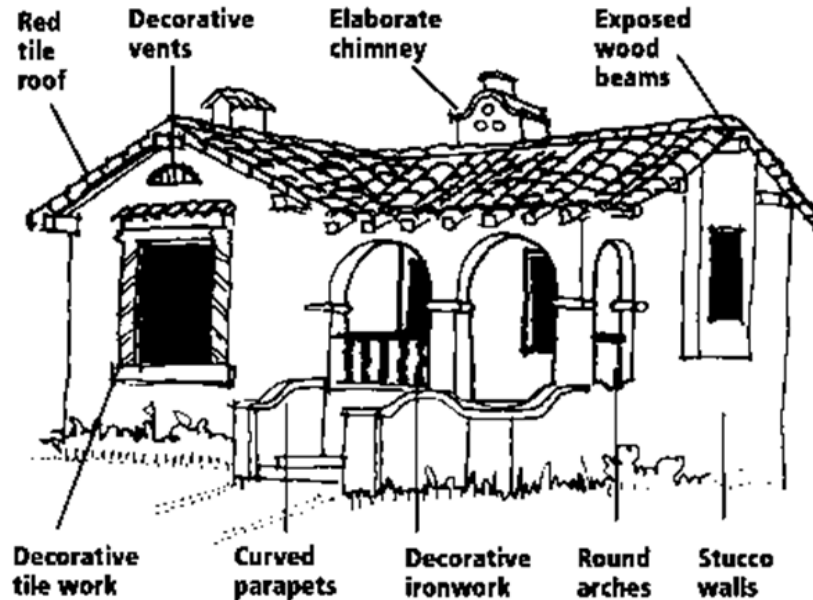 Red
tile
roof
Decorative
vents
Elaborate
chimney
Exposed
wood
beams
Decorative
tile work
Curved
parapets
Decorative
ironwork
Round
arches
Stucco
walls